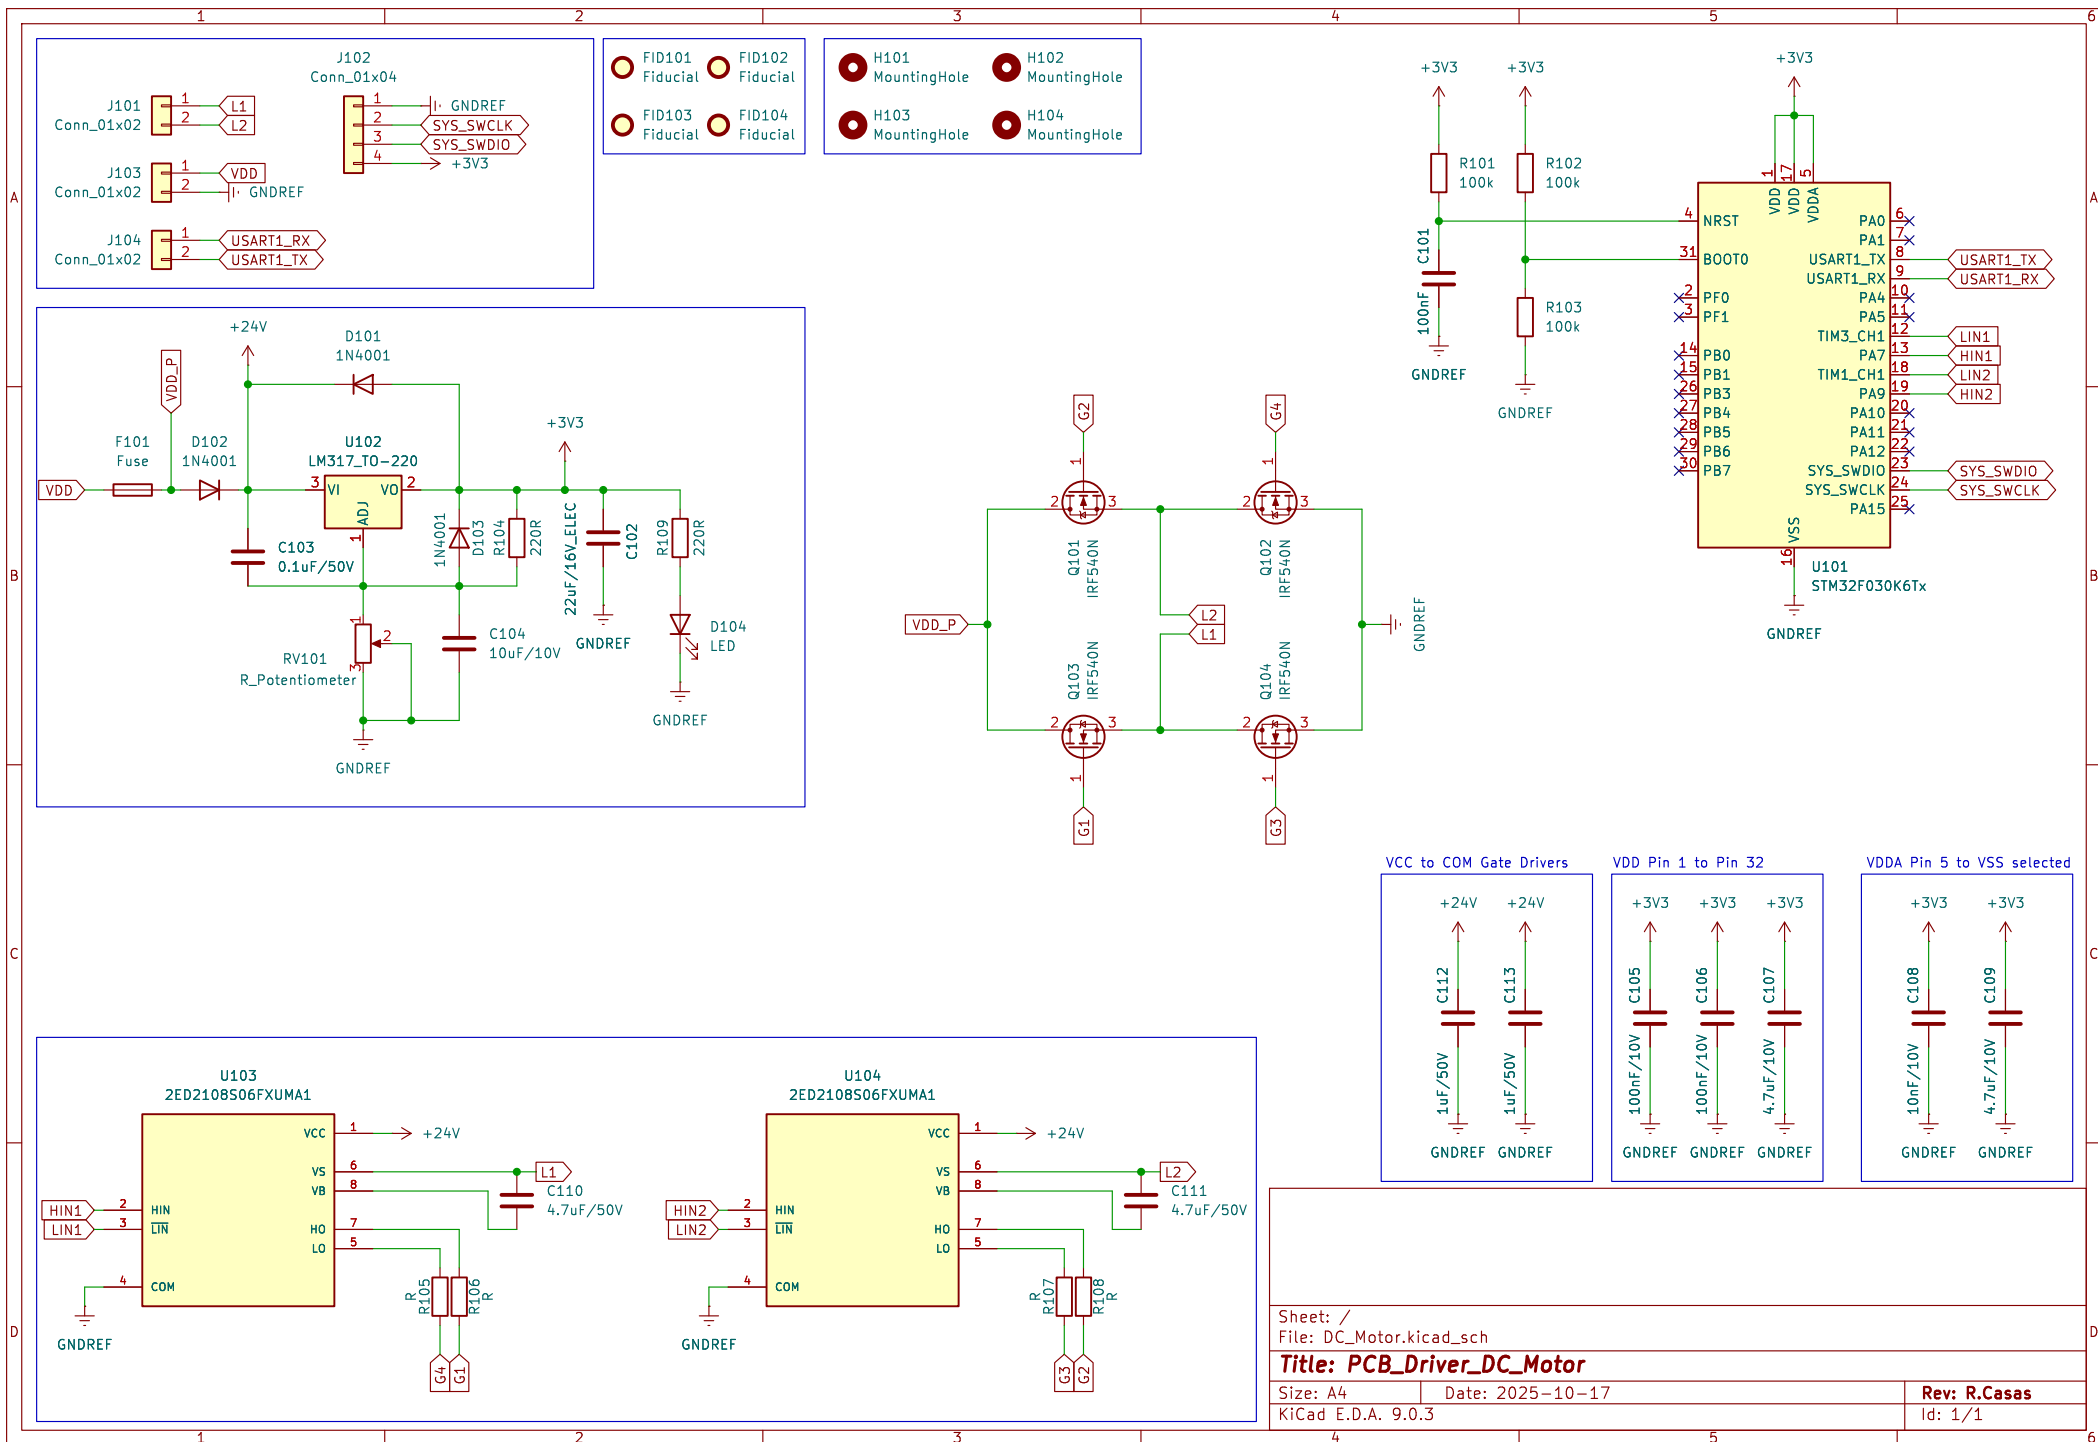 1 2 3 4 5 6
A
B
C
D
J101
Conn_01x02
1 L1
2 L2
J102
Conn_01x04
1 GNDREF
2 SYS_SWCLK
3 SYS_SWDIO
4 +3V3
J103
Conn_01x02
1 VDD
2 GNDREF
J104
Conn_01x02
1 USART1_RX
2 USART1_TX
FID101
Fiducial
FID102
Fiducial
FID103
Fiducial
FID104
Fiducial
H101
MountingHole
H102
MountingHole
H103
MountingHole
H104
MountingHole
+24V
VDD_P
D101
1N4001
F101
Fuse
D102
1N4001
VDD
U102
LM317_TO-220
3 VI
VO 2
ADJ
1
+3V3
1N4001
D103
R104
220R
22uF/16V_ELEC
C102
GNDREF
R109
220R
D104
LED
GNDREF
C103
0.1uF/50V
1
2
3
RV101
R_Potentiometer
C104
10uF/10V
GNDREF
G2
1
2 3
Q101
IRF540N
G4
1
2 3
Q102
IRF540N
VDD_P
L2
L1
GNDREF
Q103
IRF540N
2 3
1
G1
Q104
IRF540N
2 3
1
G3
+3V3
R101
100k
C101
100nF
GNDREF
+3V3
R102
100k
R103
100k
GNDREF
+3V3
1 17 5
VDD VDD VDDA
4 NRST
31 BOOT0
2 PF0
3 PF1
14 PB0
15 PB1
26 PB3
27 PB4
28 PB5
29 PB6
30 PB7
PA0 6
PA1 7
USART1_TX 8 USART1_TX
USART1_RX 9 USART1_RX
PA4 10
PA5 11
TIM3_CH1 12 LIN1
PA7 13 HIN1
TIM1_CH1 18 LIN2
PA9 19 HIN2
PA10 20
PA11 21
PA12 22
SYS_SWDIO 23 SYS_SWDIO
SYS_SWCLK 24 SYS_SWCLK
PA15 25
VSS
16
U101
STM32F030K6Tx
GNDREF
VCC to COM Gate Drivers
+24V +24V
C112
1uF/50V
C113
1uF/50V
GNDREF GNDREF
VDD Pin 1 to Pin 32
+3V3 +3V3 +3V3
C105
100nF/10V
C106
100nF/10V
C107
4.7uF/10V
GNDREF GNDREF GNDREF
VDDA Pin 5 to VSS selected
+3V3 +3V3
C108
10nF/10V
C109
4.7uF/10V
GNDREF GNDREF
U103
2ED2108S06FXUMA1
VCC 1 +24V
VS 6 L1
VB 8
C110
4.7uF/50V
HIN1 2 HIN
LIN1 3 LIN
HO 7
LO 5
4 COM
GNDREF
R
R105
R106
R
G4
G1
U104
2ED2108S06FXUMA1
VCC 1 +24V
VS 6 L2
VB 8
C111
4.7uF/50V
HIN2 2 HIN
LIN2 3 LIN
HO 7
LO 5
4 COM
GNDREF
R
R107
R108
R
G3
G2
Sheet: /
File: DC_Motor.kicad_sch
Title: PCB_Driver_DC_Motor
Size: A4
Date: 2025-10-17
Rev: R.Casas
KiCad E.D.A. 9.0.3
Id: 1/1
A
B
C
D
1 2 3 4 5 6